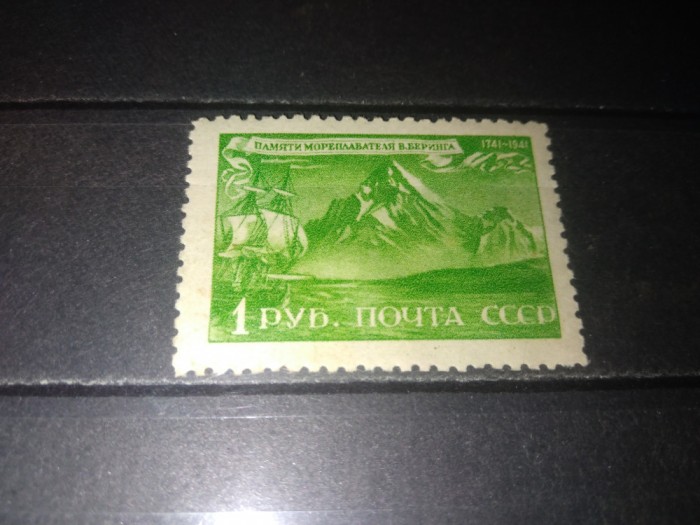 ПАМЯТИ МОРЕПЛАВАТЕЛЯ В.БЕРИНГА 1741-1941
1 РУБ. ПОЧТА СССР